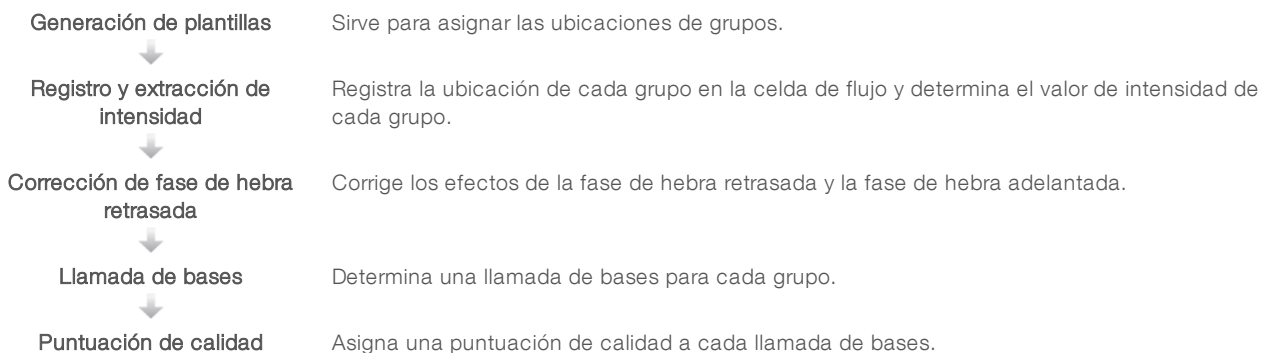 Generación de plantillas
Sirve para asignar las ubicaciones de grupos.
Registro y extracción de
intensidad
Registra la ubicación de cada grupo en la celda de flujo y determina el valor de intensidad de
cada grupo.
Corrección de fase de hebra
retrasada
Corrige los efectos de la fase de hebra retrasada y la fase de hebra adelantada.
Llamada de bases
Determina una llamada de bases para cada grupo.
Puntuación de calidad
Asigna una puntuación de calidad a cada llamada de bases.